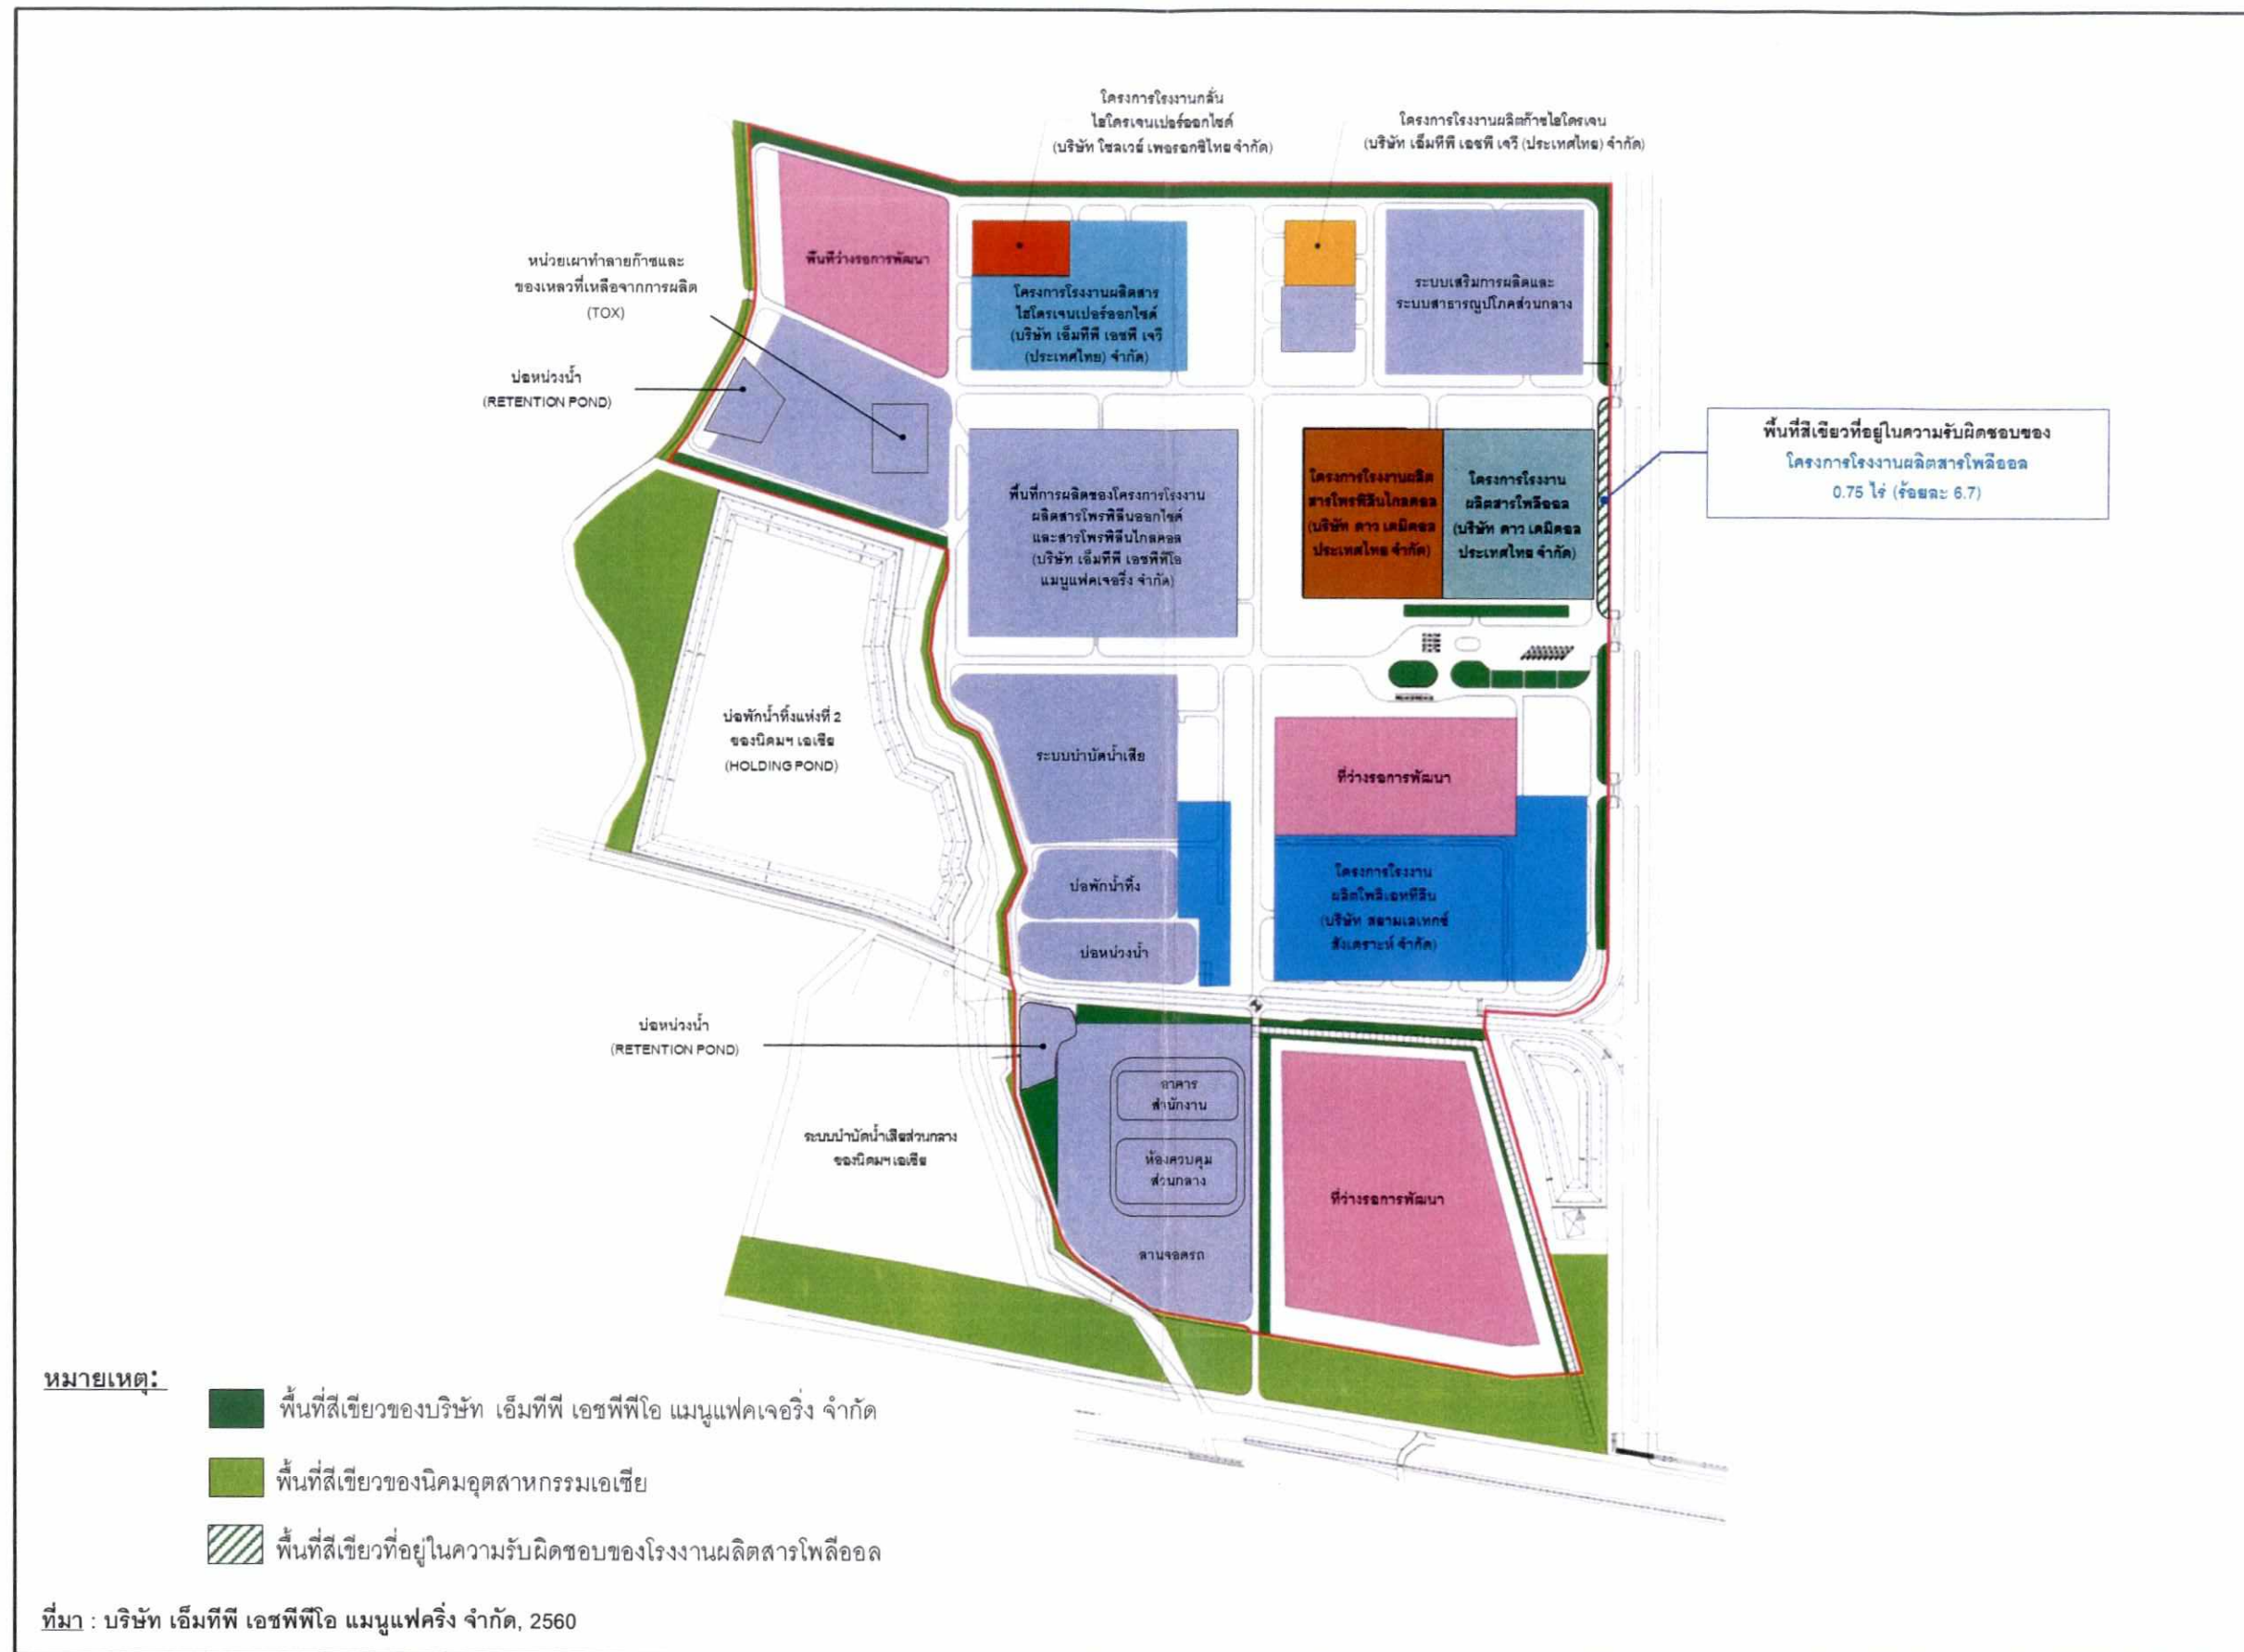 โครงการโรงงานกลั่น
ไฮโดรเจนเปอร์ออกไซด์
(บริษัท โซลเวย์ เพอรอกซิไทย จำกัด)
โครงการโรงงานผลิตก๊าซไฮโดรเจน
(บริษัท เอ็มทีพี เอชพี เจวี (ประเทศไทย) จำกัด)
หน่วยเผาทำลายก๊าซและ
ของเหลวที่เหลือจากการผลิต
(TOX)
พื้นที่ว่างรอการพัฒนา
โครงการโรงงานผลิตสาร
ไฮโดรเจนเปอร์ออกไซด์
(บริษัท เอ็มทีพี เอชพี เจวี
(ประเทศไทย) จำกัด)
ระบบเสริมการผลิตและ
ระบบสาธารณูปโภคส่วนกลาง
บ่อหน่วงน้ำ
(RETENTION POND)
พื้นที่สีเขียวที่อยู่ในความรับผิดชอบของ
โครงการโรงงานผลิตสารโพลีออล
0.75 ไร่ (ร้อยละ 6.7)
พื้นที่การผลิตของโครงการโรงงาน
ผลิตสารโพรพิลีนออกไซด์
และสารโพรพิลีนไกลคอล
(บริษัท เอ็มทีพี เอชพีพีโอ
แมนูแฟคเจอริ่ง จำกัด)
โครงการโรงงานผลิต
สารโพรพิลีนไกลคอล
(บริษัท ดาว เคมิคอล
ประเทศไทย จำกัด)
โครงการโรงงาน
ผลิตสารโพลีออล
(บริษัท ดาว เคมิคอล
ประเทศไทย จำกัด)
บ่อพักน้ำทิ้งแห่งที่ 2
ของนิคมฯ เอเซีย
(HOLDING POND)
ระบบบำบัดน้ำเสีย
ที่ว่างรอการพัฒนา
บ่อพักน้ำทิ้ง
โครงการโรงงาน
ผลิตโพลิเอททีลีน
(บริษัท สยามเลเทกซ์
สังเคราะห์ จำกัด)
บ่อหน่วงน้ำ
บ่อหน่วงน้ำ
(RETENTION POND)
อาคาร
สำนักงาน
ระบบบำบัดน้ำเสียส่วนกลาง
ของนิคมฯ เอเซีย
ห้องควบคุม
ส่วนกลาง
ที่ว่างรอการพัฒนา
ลานจอดรถ
หมายเหตุ:
พื้นที่สีเขียวของบริษัท เอ็มทีพี เอชพีพีโอ แมนูแฟคเจอริ่ง จำกัด
พื้นที่สีเขียวของนิคมอุตสาหกรรมเอเซีย
พื้นที่สีเขียวที่อยู่ในความรับผิดชอบของโรงงานผลิตสารโพลีออล
ที่มา : บริษัท เอ็มทีพี เอชพีพีโอ แมนูแฟคริ่ง จำกัด, 2560